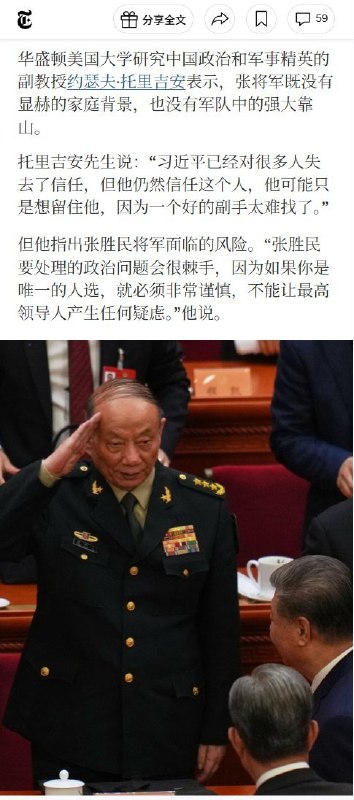 分享全文
59
华盛顿美国大学研究中国政治和军事精英的
副教授约瑟夫·托里吉安表示，张将军既没有
显赫的家庭背景，也没有军队中的强大靠
山。
托里吉安先生说：“习近平已经对很多人失
去了信任，但他仍然信任这个人，他可能只
是想留住他，因为一个好的副手太难找了。”
但他指出张胜民将军面临的风险。“张胜民
要处理的政治问题会很棘手，因为如果你是
唯一的人选，就必须非常谨慎，不能让最高
领导人产生任何疑虑。”他说。